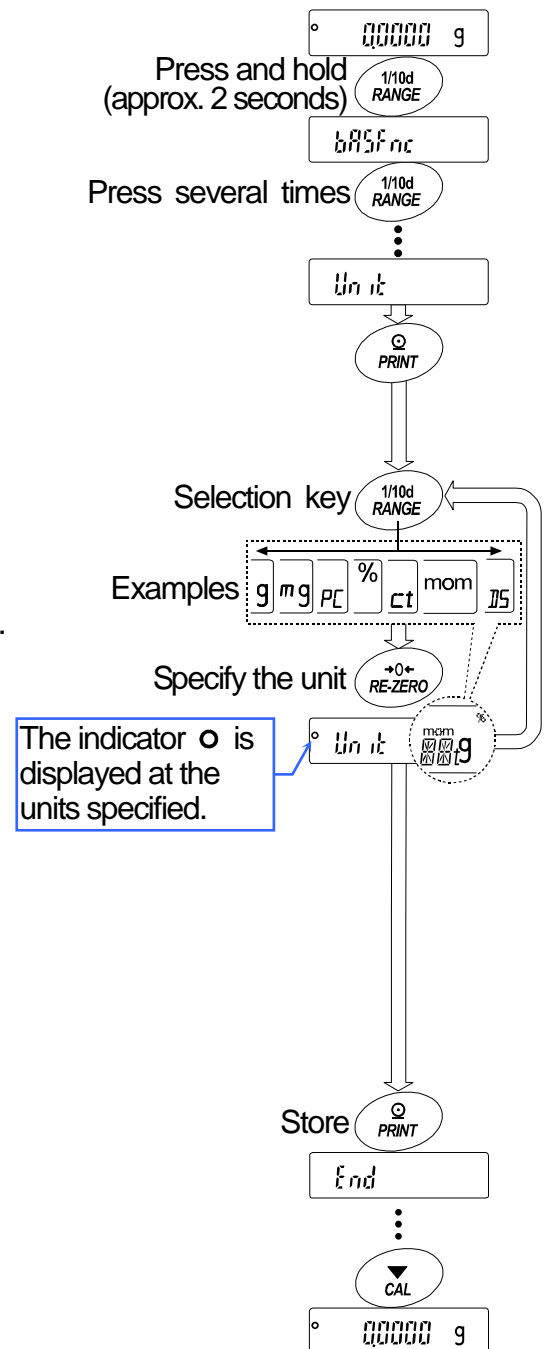 0.0000 g
Press and hold
(approx. 2 seconds)
1/10d
RANGE
bASFnc
Press several times
1/10d
RANGE
Unit
PRINT
Selection key
1/10d
RANGE
Examples g mg PC % ct mom DS
.
Specify the unit
→0←
RE-ZERO
The indicator o is
displayed at the
units specified.
Unit
%
mom
t g
Store
PRINT
End
CAL
0.0000 g